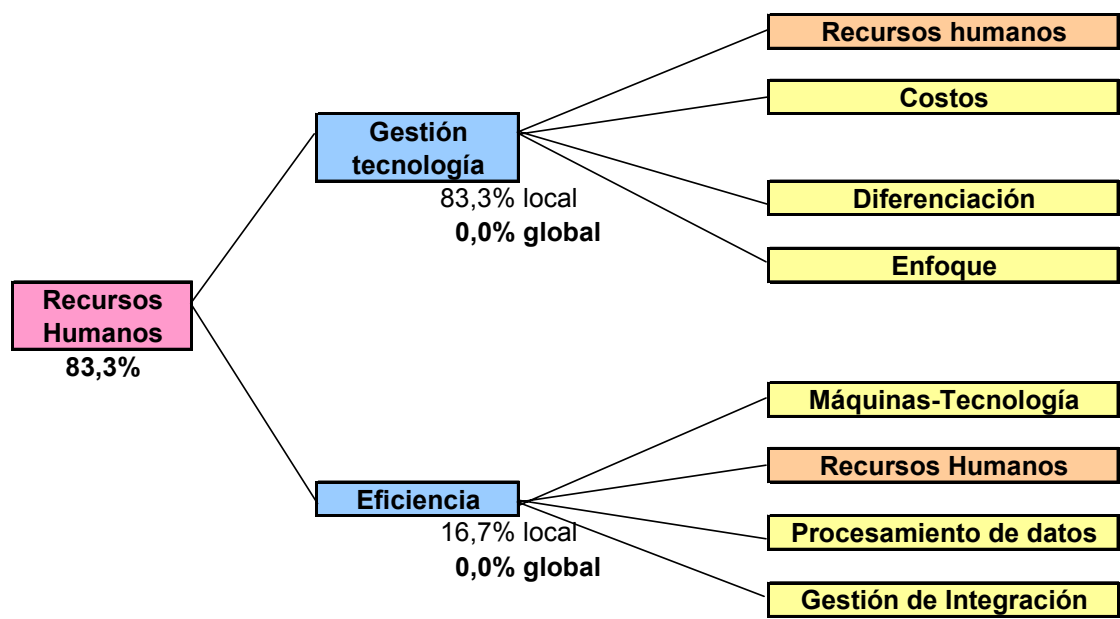 Recursos humanos
Costos
Gestión
tecnología
83,3% local
0,0% global
Diferenciación
Enfoque
Recursos
Humanos
83,3%
Máquinas-Tecnología
Recursos Humanos
Eficiencia
16,7% local
0,0% global
Procesamiento de datos
Gestión de Integración